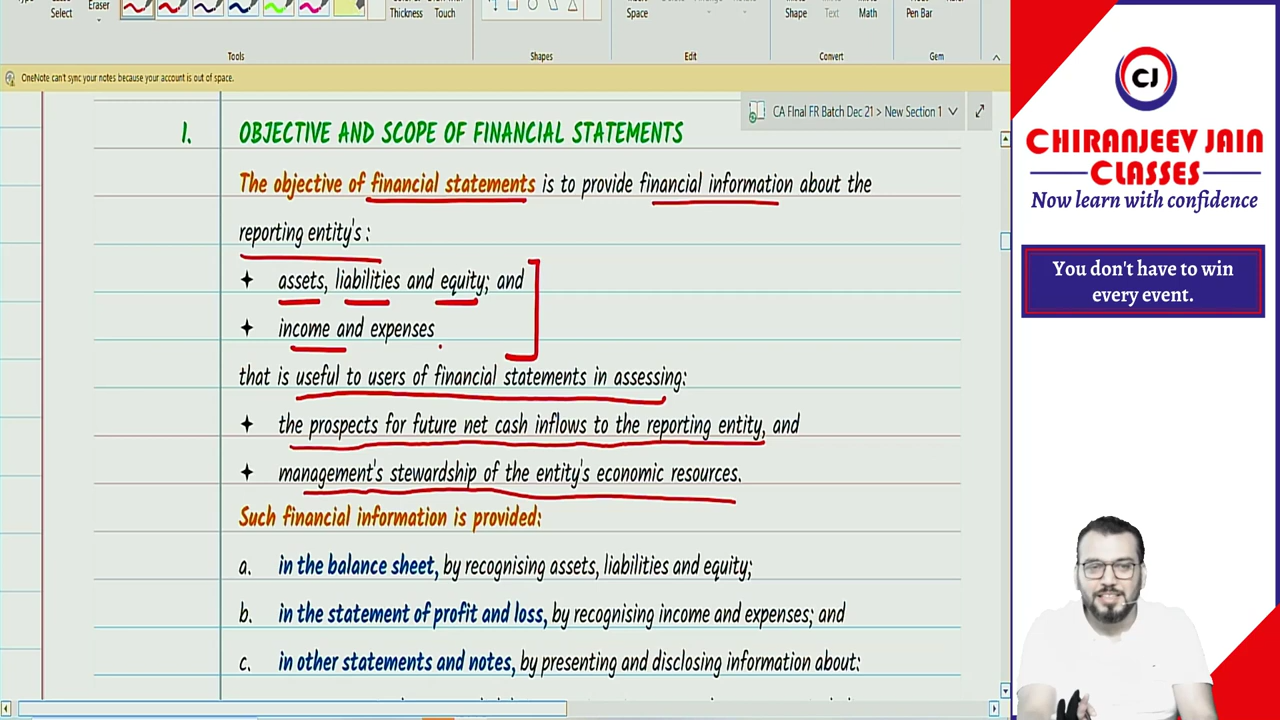 Select
Eraser
Thickness
Touch
Space
Shape
Text
Math
Pen Bar
Tools
Shapes
Edit
Convert
Gem
OneNote can't sync your notes because your account is out of space.
CA FInal FR Batch Dec 21 > New Section 1
1. OBJECTIVE AND SCOPE OF FINANCIAL STATEMENTS
The objective of financial statements is to provide financial information about the
reporting entity's :
✦ assets, liabilities and equity; and
✦ income and expenses
that is useful to users of financial statements in assessing:
✦ the prospects for future net cash inflows to the reporting entity, and
✦ management's stewardship of the entity's economic resources.
Such financial information is provided:
a. in the balance sheet, by recognising assets, liabilities and equity;
b. in the statement of profit and loss, by recognising income and expenses; and
c. in other statements and notes, by presenting and disclosing information about:
CJ
CHIRANJEEV JAIN
CLASSES
Now learn with confidence
You don't have to win
every event.